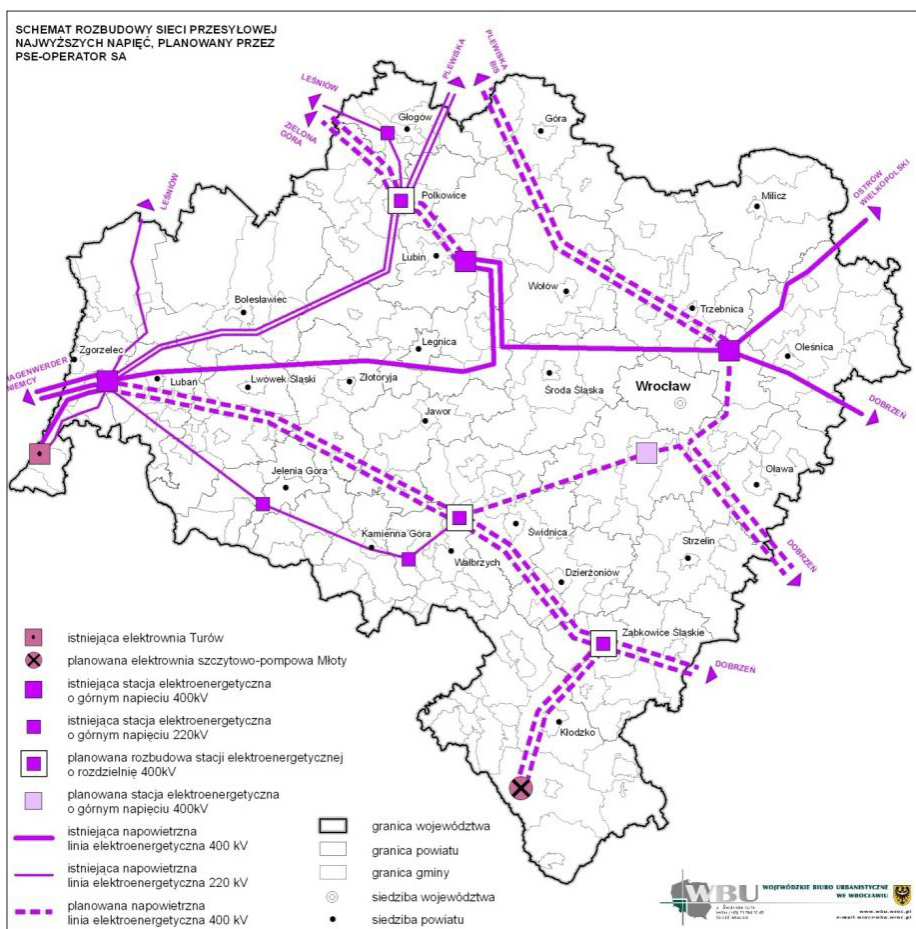 SCHEMAT ROZBUDOWY SIECI PRZESYŁOWEJ
NAJWYŻSZYCH NAPIĘĆ, PLANOWANY PRZEZ
PSE-OPERATOR SA
PLEWISKA
PLEWISKA
BIS
LEŚNIÓW
ZIELONA
GÓRA
Głogów
Góra
LEŚNIÓW
Polkowice
Milicz
OSTRÓW
WIELKOPOLSKI
Lubin
Wołów
Bolesławiec
Trzebnica
Zgorzelec
Legnica
Oleśnica
HAGENWERDER
NIEMCY
Luban
Lwówek Śląski
Złotoryja
Środa Śląska
Wrocław
DOBRZEŃ
Jawor
Jelenia Góra
Oława
Kamienna Góra
Świdnica
Strzelin
DOBRZEŃ
Wałbrzych
Dzierżoniów
Ząbkowice Śląskie
DOBRZEŃ
Kłodzko
istniejąca elektrownia Turów
planowana elektrownia szczytowo-pompowa Młoty
istniejąca stacja elektroenergetyczna
o górnym napięciu 400kV
istniejąca stacja elektroenergetyczna
o górnym napięciu 220kV
planowana rozbudowa stacji elektroenergetycznej
o rozdzielnię 400kV
planowana stacja elektroenergetyczna
o górnym napięciu 400kV
istniejąca napowietrzna
linia elektroenergetyczna 400 kV
istniejąca napowietrzna
linia elektroenergetyczna 220 kV
planowana napowietrzna
linia elektroenergetyczna 400 kV
granica województwa
granica powiatu
granica gminy
siedziba województwa
siedziba powiatu
WBU
WOJEWÓDZKIE BIURO URBANISTYCZNE
WE WROCŁAWIU
www.wbu.wroc.pl